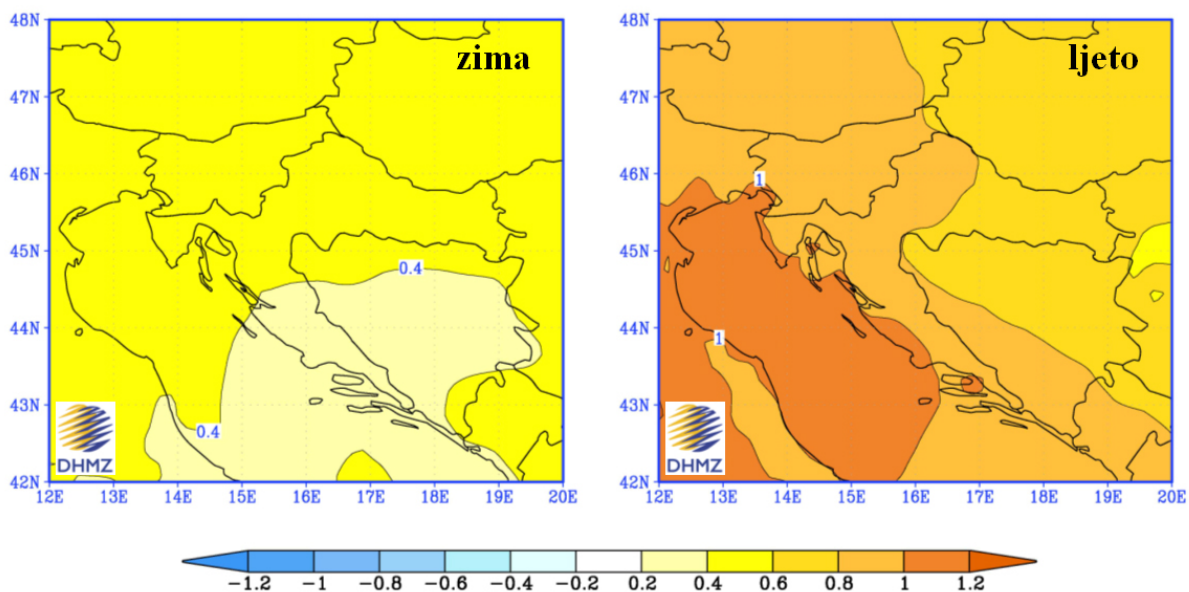 zima
48N
47N
46N
45N
44N
43N
42N
0.4
0.4
DHMZ
12E 13E 14E 15E 16E 17E 18E 19E 20E
ljeto
48N
47N
46N
45N
44N
43N
42N
1
1
DHMZ
12E 13E 14E 15E 16E 17E 18E 19E 20E
-1.2 -1 -0.8 -0.6 -0.4 -0.2 0.2 0.4 0.6 0.8 1 1.2